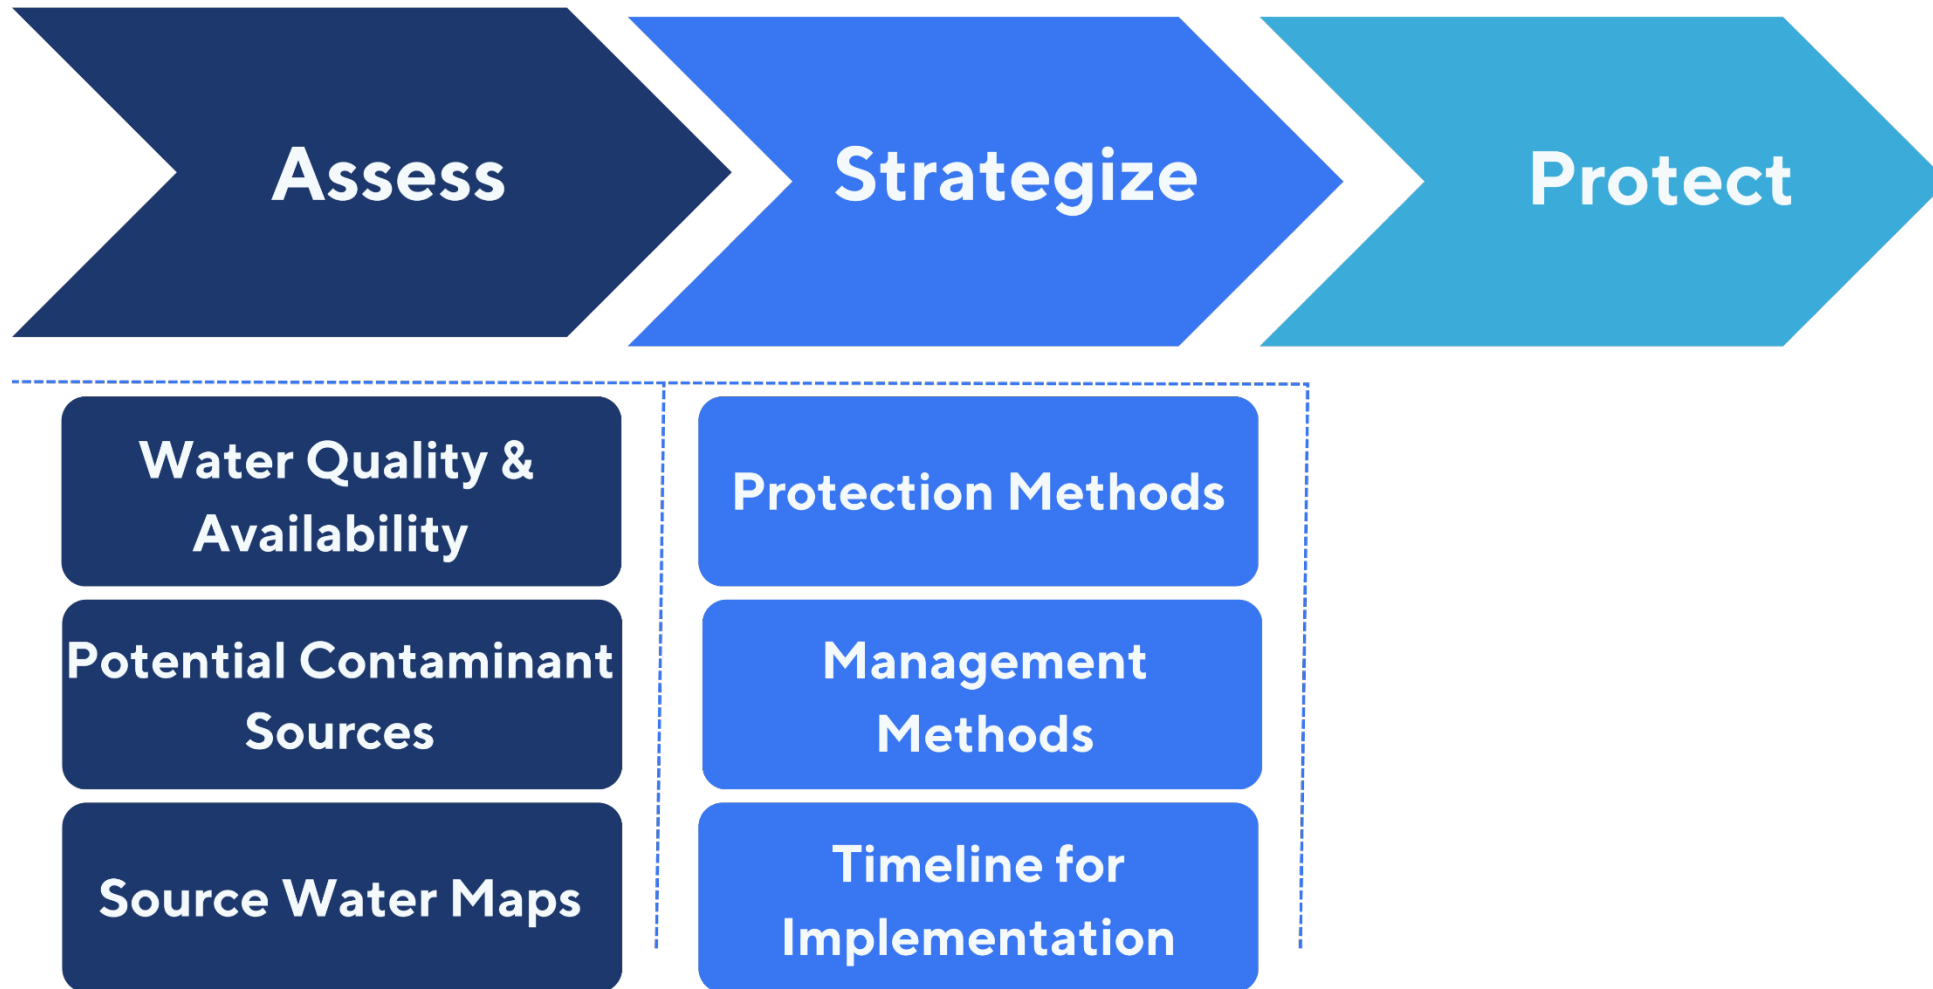 Assess
Strategize
Protect
Water Quality &
Availability
Potential Contaminant
Sources
Source Water Maps
Protection Methods
Management
Methods
Timeline for
Implementation